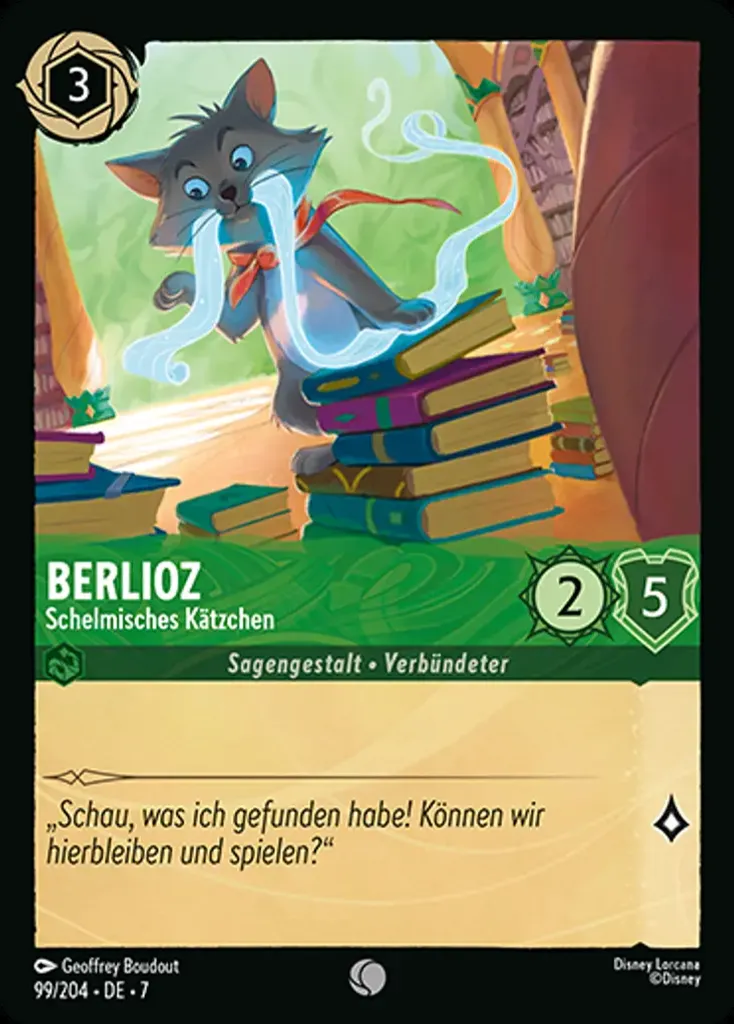 3
BERLIOZ
Schelmisches Kätzchen
2
5
Sagengestalt • Verbündeter
„Schau, was ich gefunden habe! Können wir
hierbleiben und spielen?“
Geoffrey Boudout
99/204 • DE • 7
Disney Lorcana
©Disney